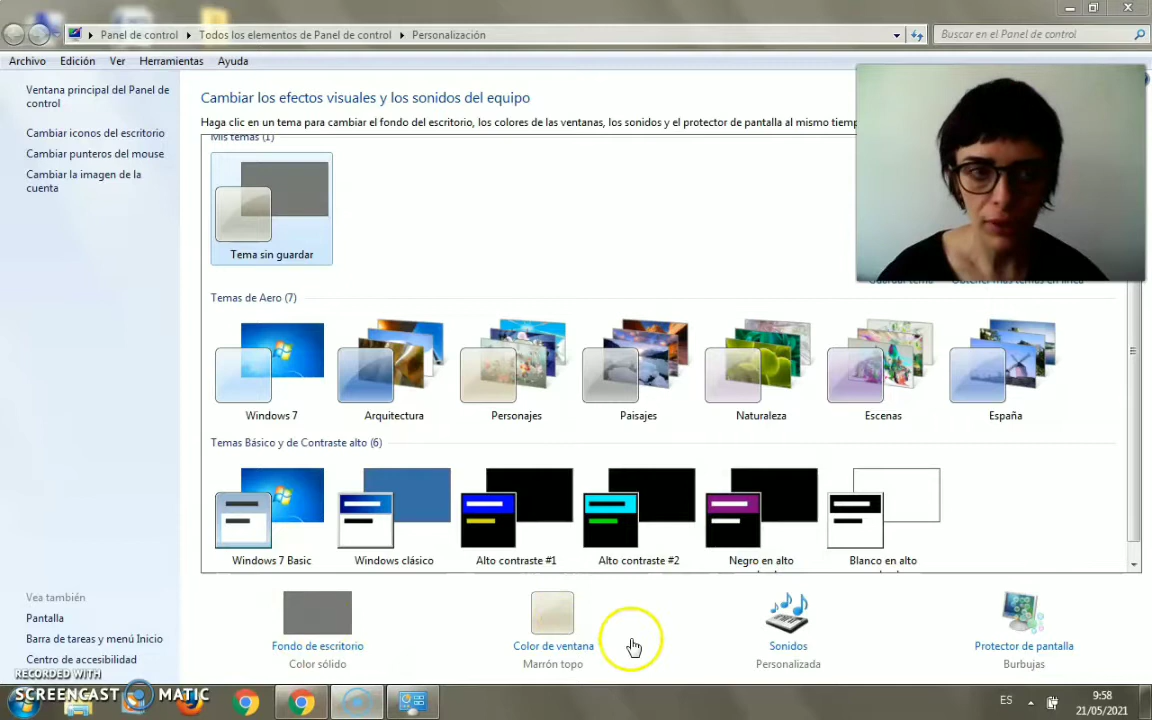 Panel de control
Todos los elementos de Panel de control
Personalización
Buscar en el Panel de control
Archivo
Edición
Ver
Herramientas
Ayuda
Ventana principal del Panel de
control
Cambiar iconos del escritorio
Cambiar punteros del mouse
Cambiar la imagen de la
cuenta
Cambiar los efectos visuales y los sonidos del equipo
Haga clic en un tema para cambiar el fondo del escritorio, los colores de las ventanas, los sonidos y el protector de pantalla al mismo tiemp
Mis temas (1)
Tema sin guardar
Temas de Aero (7)
Windows 7
Arquitectura
Personajes
Paisajes
Naturaleza
Escenas
España
Temas Básico y de Contraste alto (6)
Windows 7 Basic
Windows clásico
Alto contraste #1
Alto contraste #2
Negro en alto
Blanco en alto
Vea también
Pantalla
Barra de tareas y menú Inicio
Centro de accesibilidad
Fondo de escritorio
Color sólido
Color de ventana
Marrón topo
Sonidos
Personalizada
Protector de pantalla
Burbujas
RECORDED WITH
SCREENCAST MATIC
ES
9:58
21/05/2021